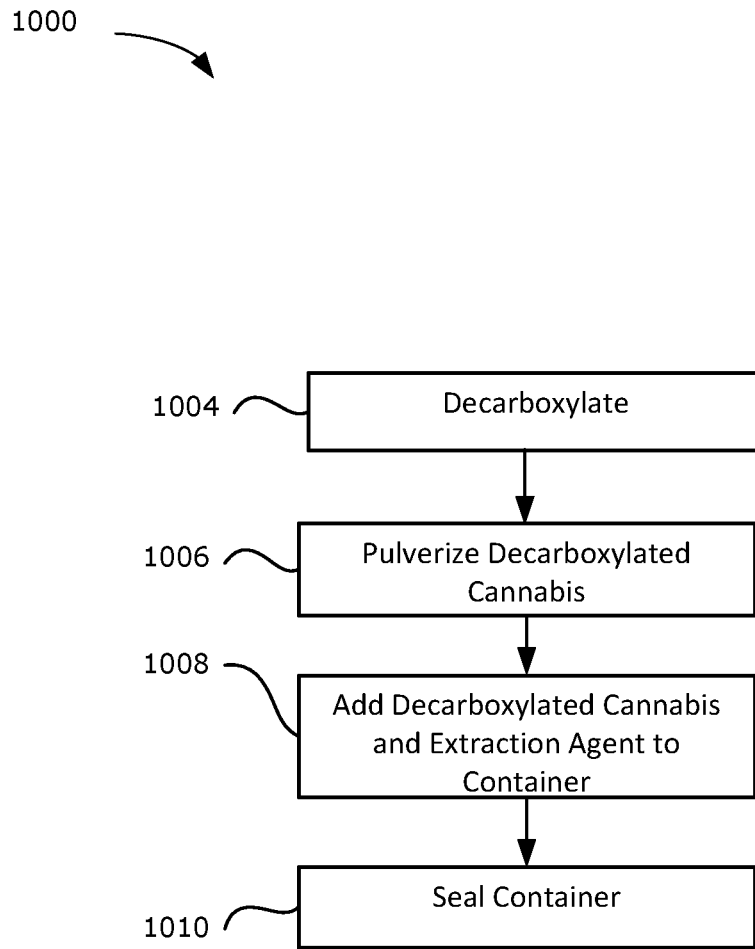 1000
1004
Decarboxylate
1006
Pulverize Decarboxylated
Cannabis
1008
Add Decarboxylated Cannabis
and Extraction Agent to
Container
1010
Seal Container